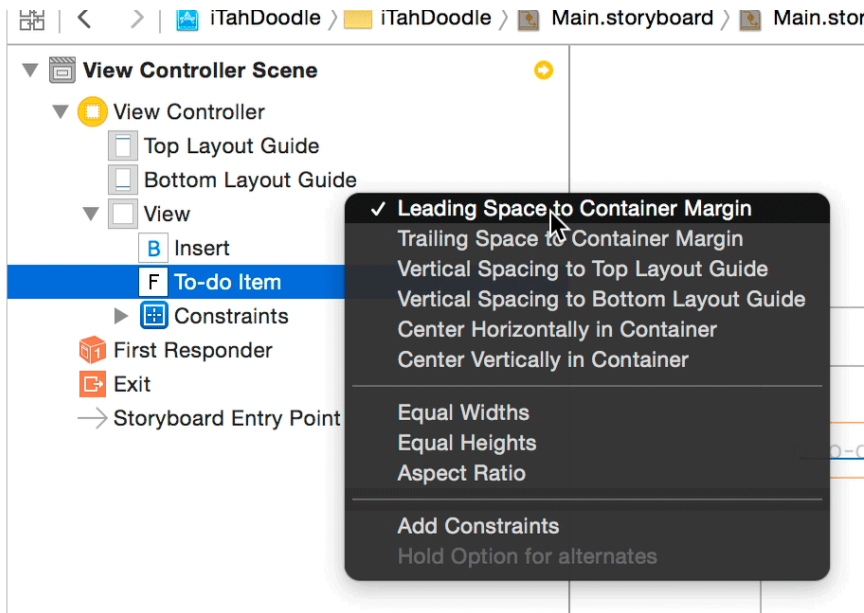 iTahDoodle iTahDoodle Main.storyboard Main.stor
View Controller Scene
View Controller
Top Layout Guide
Bottom Layout Guide
View
B Insert
F To-do Item
Constraints
First Responder
Exit
Storyboard Entry Point
✓ Leading Space to Container Margin
Trailing Space to Container Margin
Vertical Spacing to Top Layout Guide
Vertical Spacing to Bottom Layout Guide
Center Horizontally in Container
Center Vertically in Container
Equal Widths
Equal Heights
Aspect Ratio
Add Constraints
Hold Option for alternates